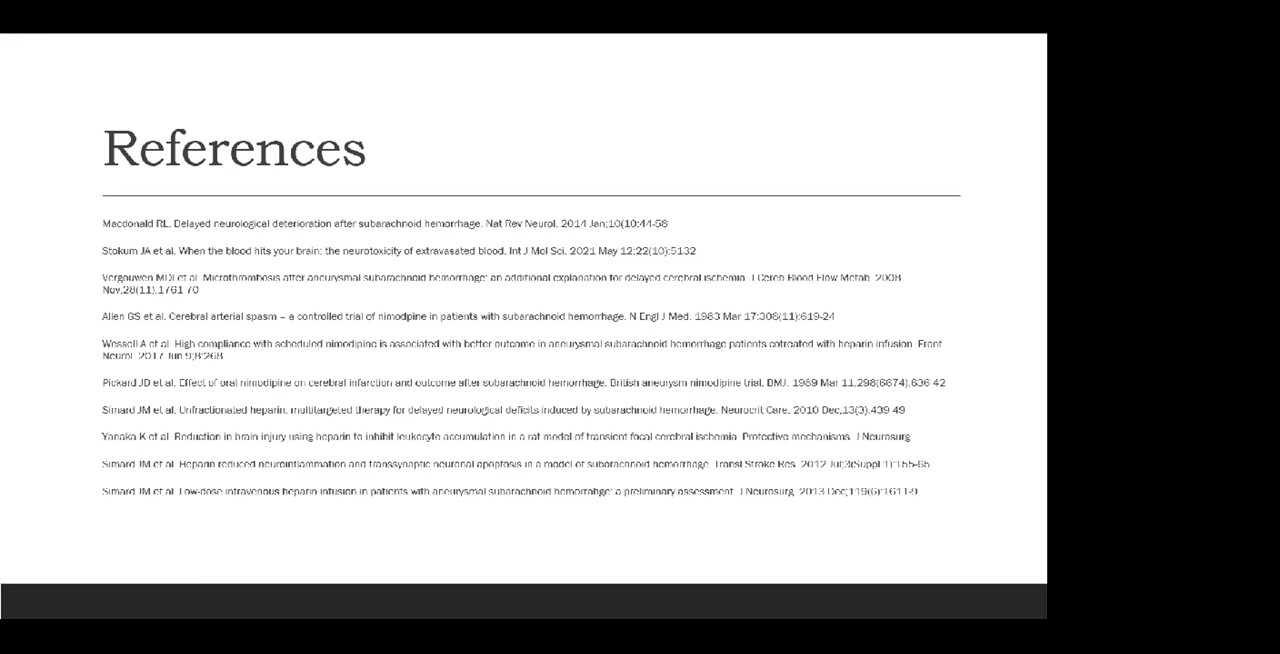 References
Macdonald RL. Delayed neurological deterioration after subarachnoid hemorrhage. Nat Rev Neurol. 2014 Jan;10(10:44-58
Stokum JA et al. When the blood hits your brain: the neurotoxicity of extravasated blood. Int J Mol Sci. 2021 May 12;22(10):5132
Vergouwen MDI et al. Microthrombosis after aneurysmal subarachnoid hemorrhage: an additional explanation for delayed cerebral ischemia. J Cereb Blood Flow Metab. 2008
Nov;28(11).1761-70
Allen GS et al. Cerebral arterial spasm – a controlled trial of nimodpine in patients with subarachnoid hemorrhage. N Engl J Med. 1983 Mar 17;308(11):619-24
Wessell A et al. High compliance with scheduled nimodipine is associated with better outcome in aneurysmal subarachnoid hemorrhage patients cotreated with heparin infusion. Front
Neurol. 2017 Jun 9;8:268
Pickard JD et al. Effect of oral nimodipine on cerebral infarction and outcome after subarachnoid hemorrhage. British aneurysm nimodipine trial. BMJ. 1989 Mar 11;298(6674).636-42
Simard JM et al. Unfractionated heparin: multitargeted therapy for delayed neurological deficits induced by subarachnoid hemorrhage. Neurocrit Care. 2010 Dec;13(3).439-49
Yanaka K et al. Reduction in brain injury using heparin to inhibit leukocyte accumulation in a rat model of transient focal cerebral ischemia. Protective mechanisms. J Neurosurg
Simard JM et al. Heparin reduced neuroinflammation and transsynaptic neuronal apoptosis in a model of subarachnoid hemorrhage. Transl Stroke Res. 2012 Jul;3(Suppl 1):155-65
Simard JM et al. Low-dose intravenous heparin infusion in patients with aneurysmal subarachnoid hemorrahge: a preliminary assessment. J Neurosurg. 2013 Dec;119(6):1611-9